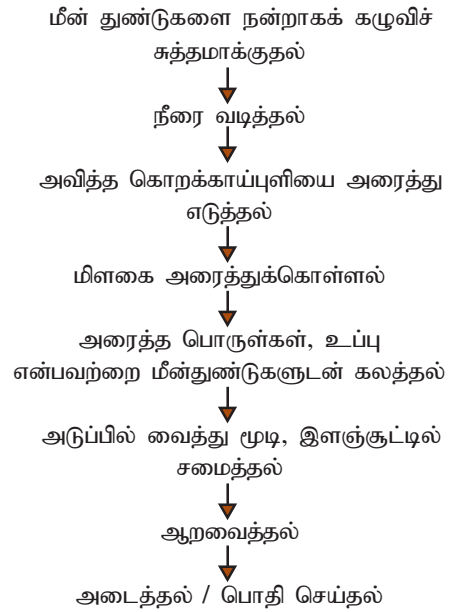 மீன் துண்டுகளை நன்றாகக் கழுவிச்
சுத்தமாக்குதல்
நீரை வடித்தல்
அவித்த கொறக்காய்புளியை அரைத்து
எடுத்தல்
மிளகை அரைத்துக்கொள்ளல்
அரைத்த பொருள்கள், உப்பு
என்பவற்றை மீன்துண்டுகளுடன் கலத்தல்
அடுப்பில் வைத்து மூடி, இளஞ்சூட்டில்
சமைத்தல்
ஆறவைத்தல்
அடைத்தல் / பொதி செய்தல்